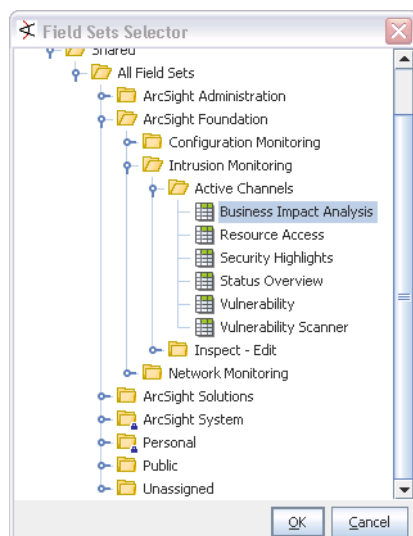 Field Sets Selector
Shared
All Field Sets
ArcSight Administration
ArcSight Foundation
Configuration Monitoring
Intrusion Monitoring
Active Channels
Business Impact Analysis
Resource Access
Security Highlights
Status Overview
Vulnerability
Vulnerability Scanner
Inspect - Edit
Network Monitoring
ArcSight Solutions
ArcSight System
Personal
Public
Unassigned
OK Cancel